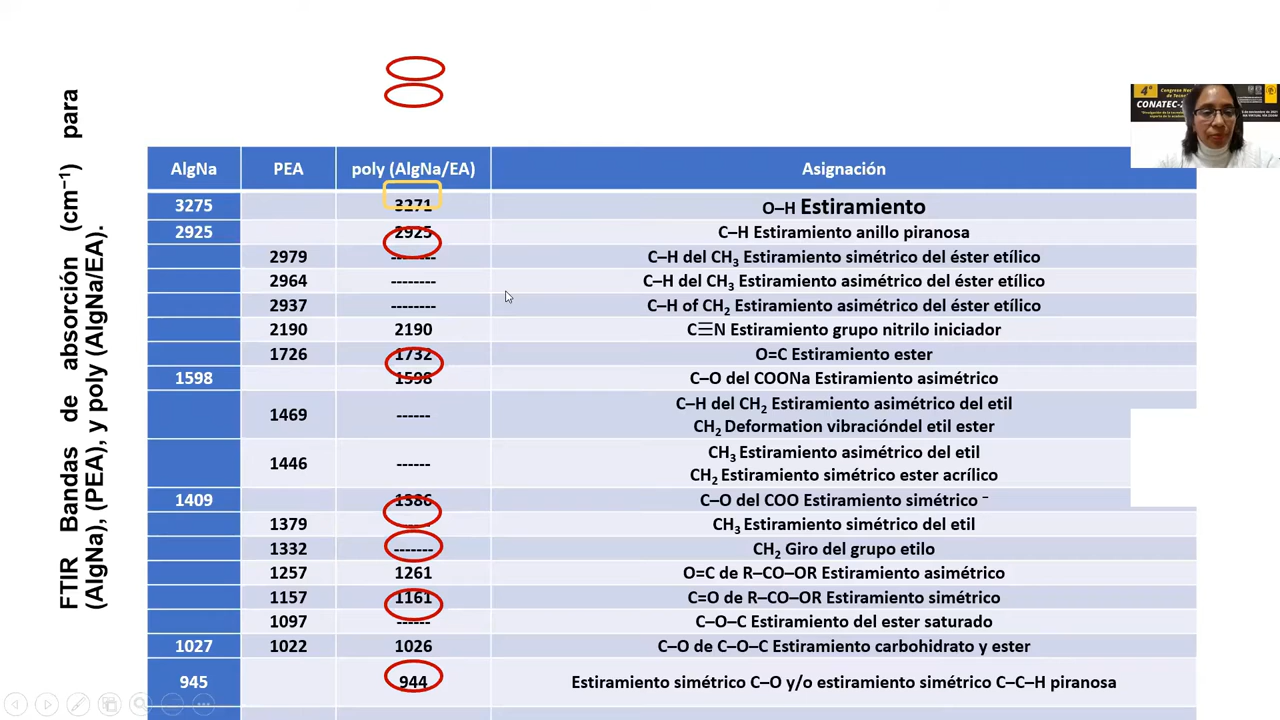 FTIR Bandas de absorción (cm⁻¹) para
(AlgNa), (PEA), y poly (AlgNa/EA).
4º Congreso
de Tecno
CONATEC-2
AlgNa PEA poly (AlgNa/EA) Asignación
3275 3271 O–H Estiramiento
2925 2925 C–H Estiramiento anillo piranosa
2979 -------- C–H del CH₃ Estiramiento simétrico del éster etílico
2964 -------- C–H del CH₃ Estiramiento asimétrico del éster etílico
2937 -------- C–H of CH₂ Estiramiento asimétrico del éster etílico
2190 2190 C☰N Estiramiento grupo nitrilo iniciador
1726 1732 O=C Estiramiento ester
1598 1598 C–O del COONa Estiramiento asimétrico
1469 ------ C–H del CH₂ Estiramiento asimétrico del etil
CH₂ Deformation vibracióndel etil ester
1446 ------ CH₃ Estiramiento asimétrico del etil
CH₂ Estiramiento simétrico ester acrílico
1409 1386 C–O del COO Estiramiento simétrico ⁻
1379 ------ CH₃ Estiramiento simétrico del etil
1332 ------- CH₂ Giro del grupo etilo
1257 1261 O=C de R–CO–OR Estiramiento asimétrico
1157 1161 C=O de R–CO–OR Estiramiento simétrico
1097 ------ C–O–C Estiramiento del ester saturado
1027 1022 1026 C–O de C–O–C Estiramiento carbohidrato y ester
945 944 Estiramiento simétrico C–O y/o estiramiento simétrico C–C–H piranosa